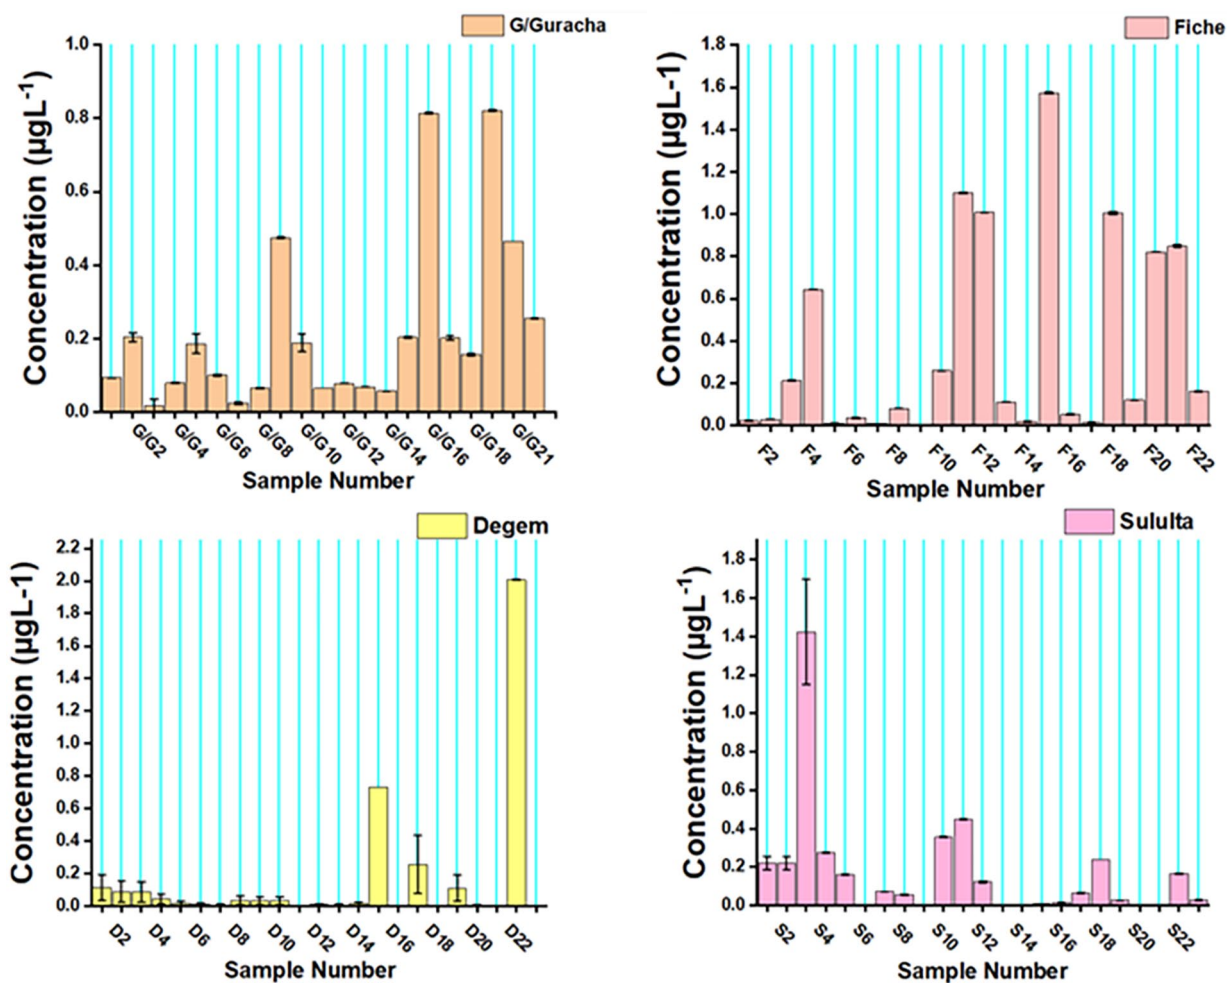 G/Guracha
Concentration (µgL-1)
1.0
0.8
0.6
0.4
0.2
0.0
G/G2 G/G4 G/G6 G/G8 G/G10 G/G12 G/G14 G/G16 G/G18 G/G21
Sample Number
Fiche
Concentration (µgL-1)
1.8
1.6
1.4
1.2
1.0
0.8
0.6
0.4
0.2
0.0
F2 F4 F6 F8 F10 F12 F14 F16 F18 F20 F22
Sample Number
Degem
Concentration (µgL-1)
2.2
2.0
1.8
1.6
1.4
1.2
1.0
0.8
0.6
0.4
0.2
0.0
D2 D4 D6 D8 D10 D12 D14 D16 D18 D20 D22
Sample Number
Sululta
Concentration (µgL-1)
1.8
1.6
1.4
1.2
1.0
0.8
0.6
0.4
0.2
0.0
S2 S4 S6 S8 S10 S12 S14 S16 S18 S20 S22
Sample Number